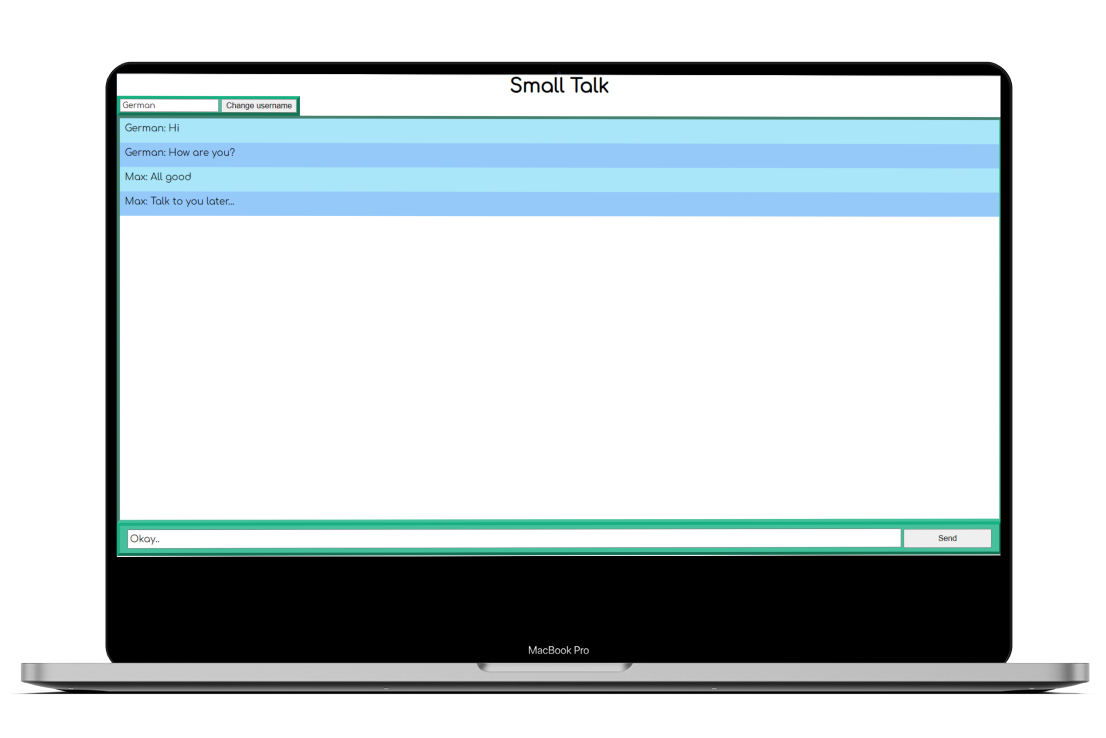 Small Talk
German Change username
German: Hi
German: How are you?
Max: All good
Max: Talk to you later...
Okay.. Send
MacBook Pro